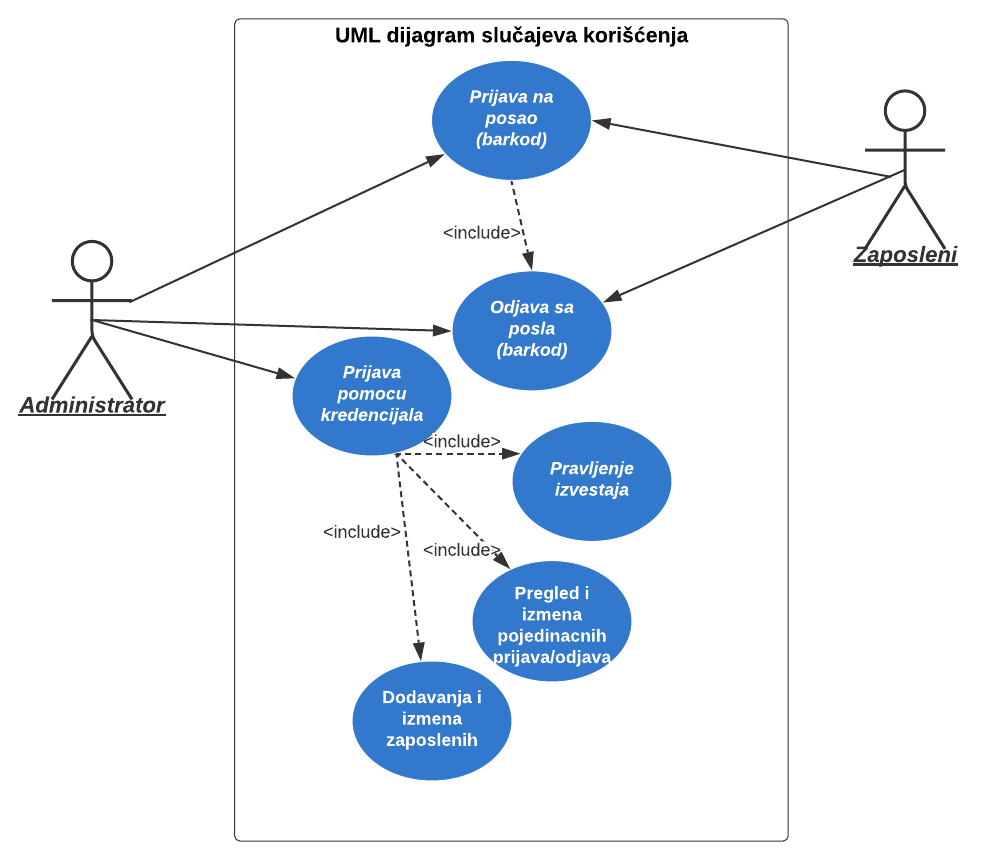 UML dijagram slučajeva korišćenja
Prijava na
posao
(barkod)
<include>
Zaposleni
Odjava sa
posla
(barkod)
Administrator
Prijava
pomocu
kredencijala
<include>
Pravljenje
izvestaja
<include>
<include>
Pregled i
izmena
pojedinacnih
prijava/odjava
Dodavanja i
izmena
zaposlenih